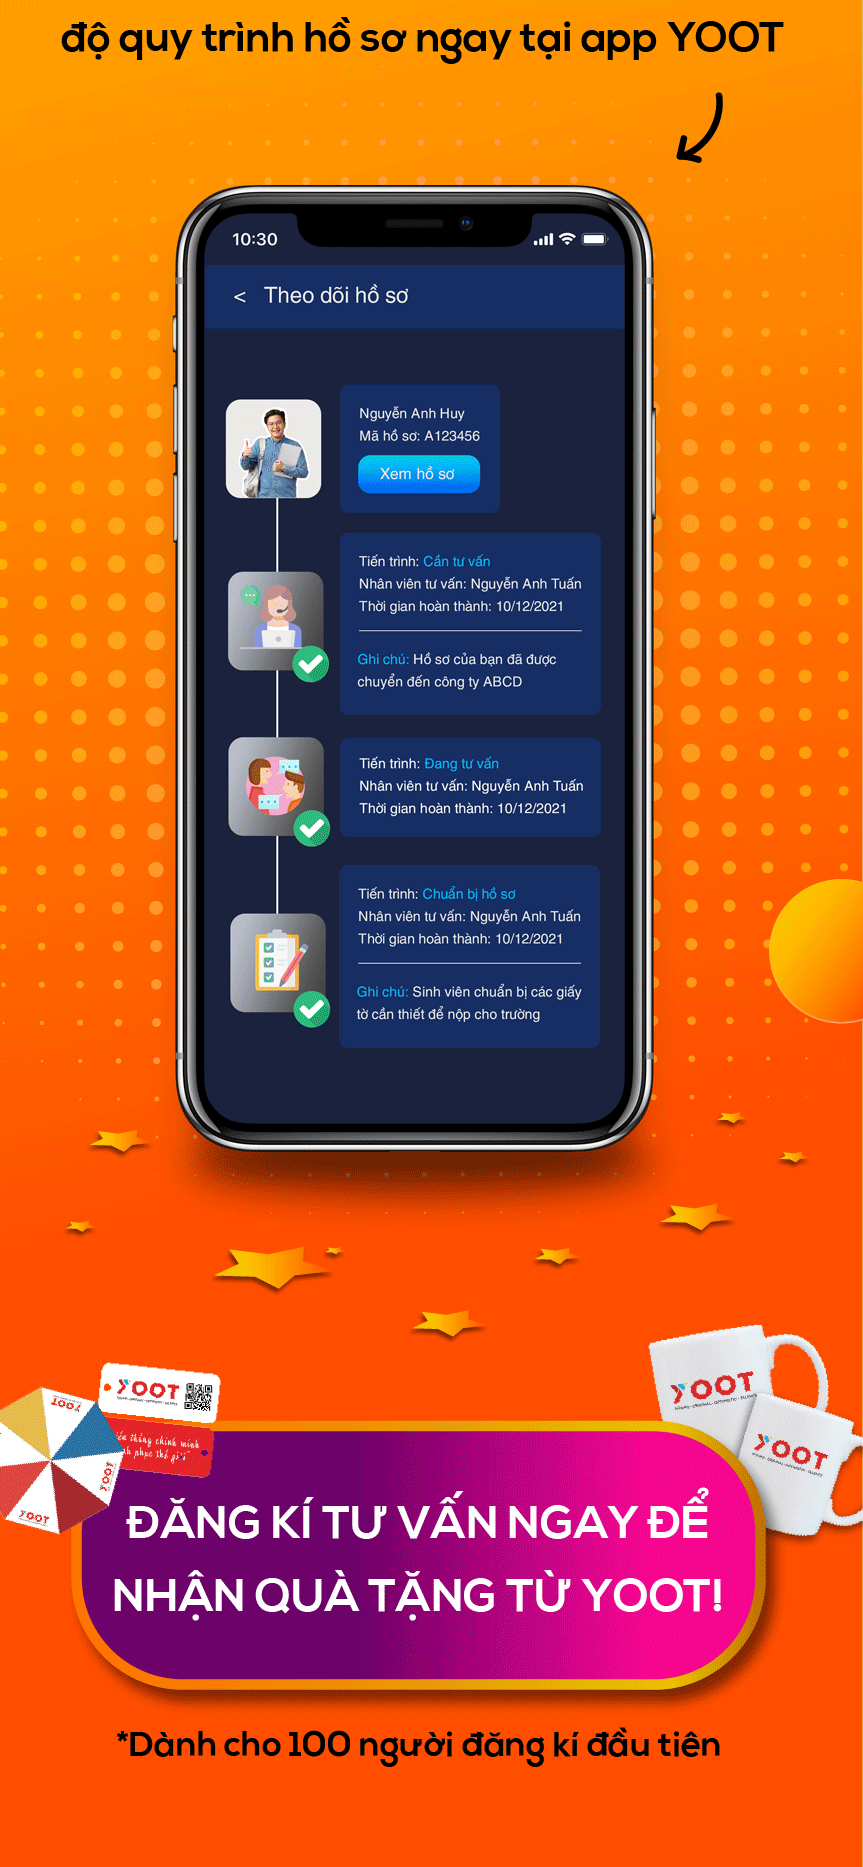 độ quy trình hồ sơ ngay tại app YOOT
10:30
< Theo dõi hồ sơ
Nguyễn Anh Huy
Mã hồ sơ: A123456
Xem hồ sơ
Tiến trình: Cần tư vấn
Nhân viên tư vấn: Nguyễn Anh Tuấn
Thời gian hoàn thành: 10/12/2021
Ghi chú: Hồ sơ của bạn đã được
chuyển đến công ty ABCD
Tiến trình: Đang tư vấn
Nhân viên tư vấn: Nguyễn Anh Tuấn
Thời gian hoàn thành: 10/12/2021
Tiến trình: Chuẩn bị hồ sơ
Nhân viên tư vấn: Nguyễn Anh Tuấn
Thời gian hoàn thành: 10/12/2021
Ghi chú: Sinh viên chuẩn bị các giấy
tờ cần thiết để nộp cho trường
YOOT
YOOT
YOOT
YOOT
YOOT
YOOT
thắng chính mình
phục thế giới"
ĐĂNG KÍ TƯ VẤN NGAY ĐỂ
NHẬN QUÀ TẶNG TỪ YOOT!
*Dành cho 100 người đăng kí đầu tiên